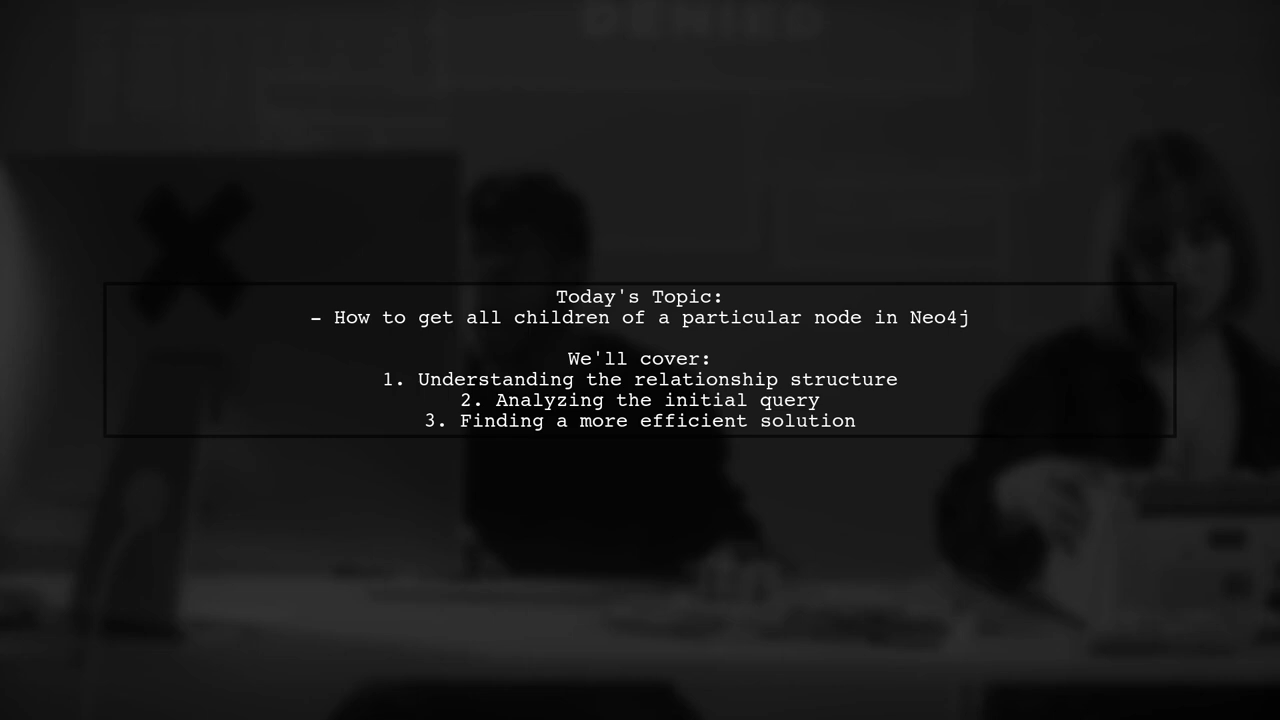 DENIED
Today's Topic:
- How to get all children of a particular node in Neo4j
We'll cover:
1. Understanding the relationship structure
2. Analyzing the initial query
3. Finding a more efficient solution